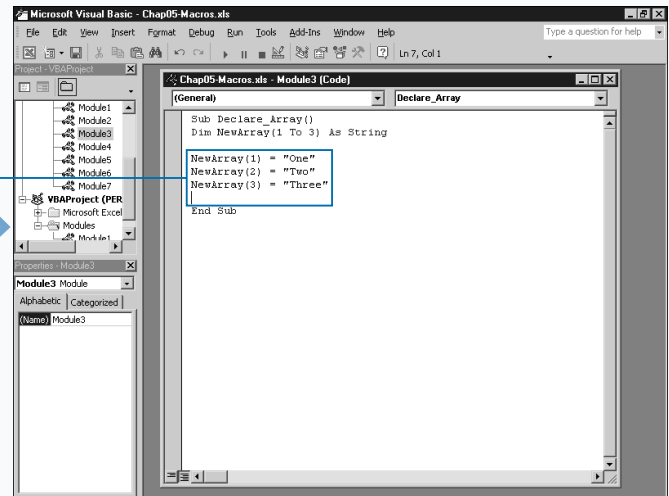 Microsoft Visual Basic - Chap05-Macros.xls
File Edit View Insert Format Debug Run Tools Add-Ins Window Help
Type a question for help
Ln 7, Col 1
Project - VBAProject
Module1
Module2
Module3
Module4
Module5
Module6
Module7
VBAProject (PER
Microsoft Excel
Modules
Module1
Properties - Module3
Module3 Module
Alphabetic Categorized
(Name) Module3
Chap05-Macros.xls - Module3 (Code)
(General) Declare_Array
Sub Declare_Array()
Dim NewArray(1 To 3) As String
NewArray(1) = "One"
NewArray(2) = "Two"
NewArray(3) = "Three"
End Sub